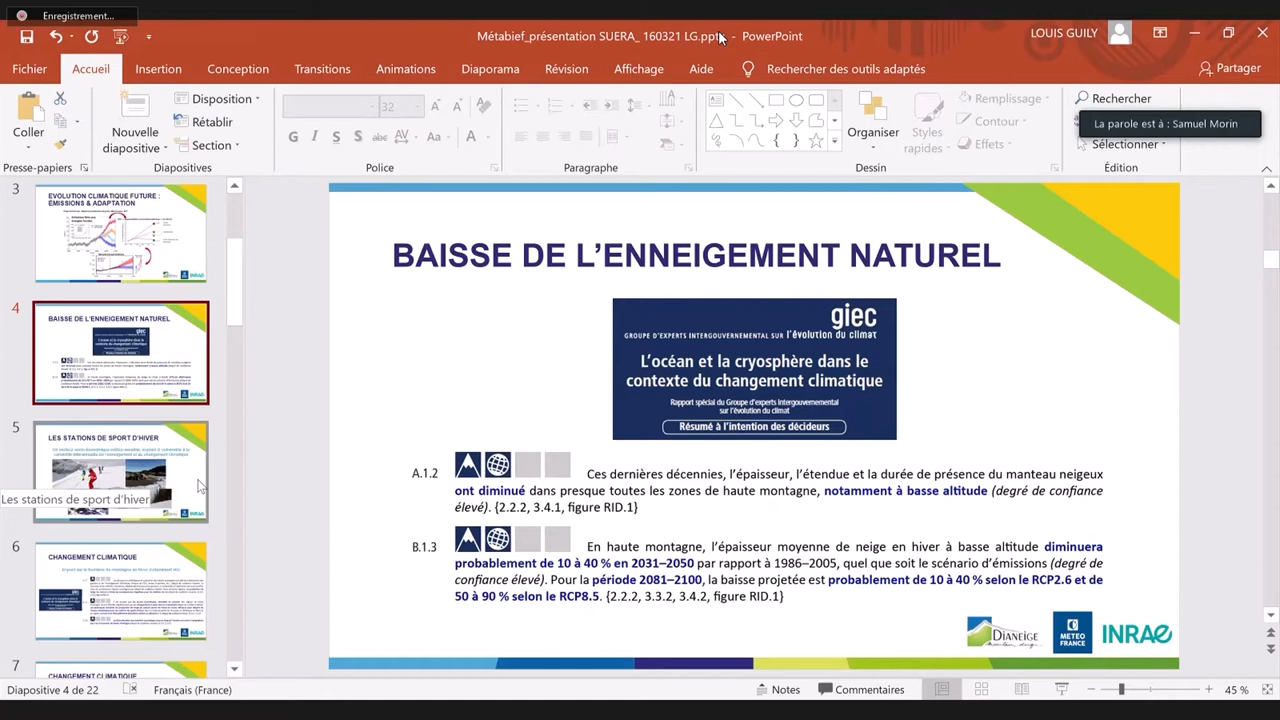 Enregistrement...
Métabief_présentation SUERA_ 160321 LG.pptx - PowerPoint
LOUIS GUILY
Fichier Accueil Insertion Conception Transitions Animations Diaporama Révision Affichage Aide Rechercher des outils adaptés Partager
Coller
Nouvelle
diapositive
Disposition
Rétablir
Section
32
Organiser
Styles
rapides
Remplissage
Contour
Effets
Rechercher
La parole est à : Samuel Morin
Sélectionner
Presse-papiers Diapositives Police Paragraphe Dessin Édition
3
EVOLUTION CLIMATIQUE FUTURE :
ÉMISSIONS & ADAPTATION
4
BAISSE DE L'ENNEIGEMENT NATUREL
5
LES STATIONS DE SPORT D'HIVER
Les stations de sport d'hiver
6
CHANGEMENT CLIMATIQUE
7
CHANGEMENT CLIMATIQUE
BAISSE DE L'ENNEIGEMENT NATUREL
giec
GROUPE D'EXPERTS INTERGOUVERNEMENTAL SUR l'évolution du climat
L'océan et la cryosphère dans le
contexte du changement climatique
Rapport spécial du Groupe d'experts Intergouvernemental
sur l'évolution du climat
Résumé à l'intention des décideurs
A.1.2 Ces dernières décennies, l'épaisseur, l'étendue et la durée de présence du manteau neigeux
ont diminué dans presque toutes les zones de haute montagne, notamment à basse altitude (degré de confiance
élevé). {2.2.2, 3.4.1, figure RID.1}
B.1.3 En haute montagne, l'épaisseur moyenne de neige en hiver à basse altitude diminuera
probablement de 10 à 40 % en 2031–2050 par rapport à 1986–2005, quel que soit le scénario d'émissions (degré de
confiance élevé). Pour la période 2081–2100, la baisse projetée est probablement de 10 à 40 % selon le RCP2.6 et de
50 à 90 % selon le RCP8.5. {2.2.2, 3.3.2, 3.4.2, figure RID.1}
DIANEIGE
METEO
FRANCE
INRAE
Diapositive 4 de 22 Français (France) Notes Commentaires 45 %